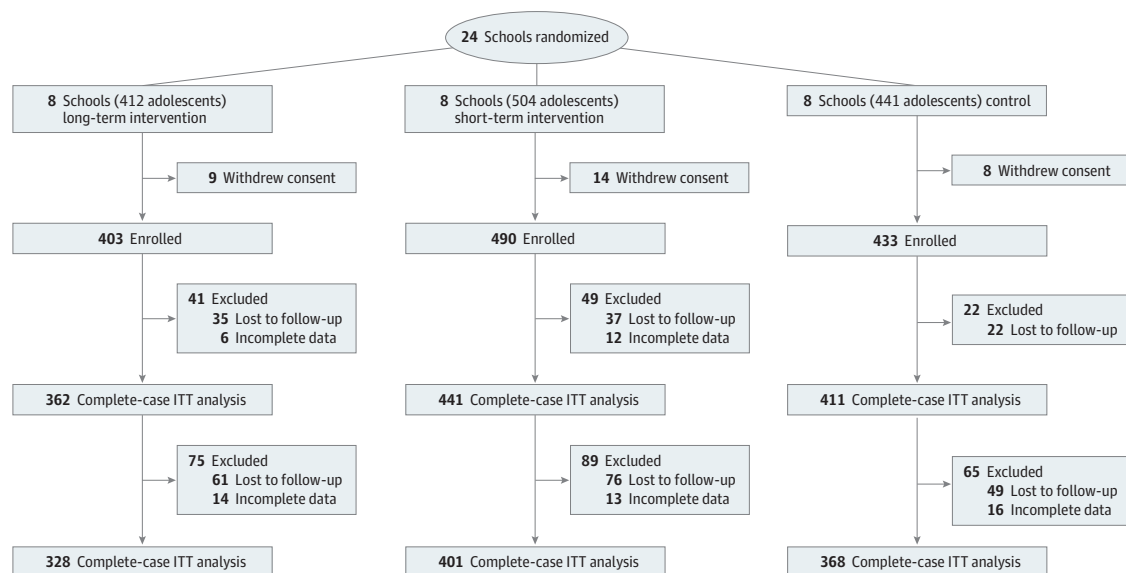 24 Schools randomized
8 Schools (412 adolescents)
long-term intervention
8 Schools (504 adolescents)
short-term intervention
8 Schools (441 adolescents) control
9 Withdrew consent
14 Withdrew consent
8 Withdrew consent
403 Enrolled
490 Enrolled
433 Enrolled
41 Excluded
35 Lost to follow-up
6 Incomplete data
49 Excluded
37 Lost to follow-up
12 Incomplete data
22 Excluded
22 Lost to follow-up
362 Complete-case ITT analysis
441 Complete-case ITT analysis
411 Complete-case ITT analysis
75 Excluded
61 Lost to follow-up
14 Incomplete data
89 Excluded
76 Lost to follow-up
13 Incomplete data
65 Excluded
49 Lost to follow-up
16 Incomplete data
328 Complete-case ITT analysis
401 Complete-case ITT analysis
368 Complete-case ITT analysis